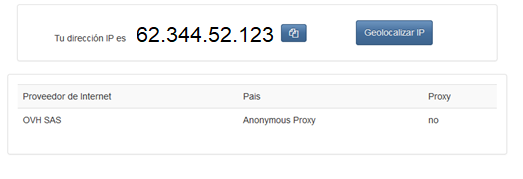 Tu dirección IP es 62.344.52.123 Geolocalizar IP
Proveedor de Internet Pais Proxy
OVH SAS Anonymous Proxy no